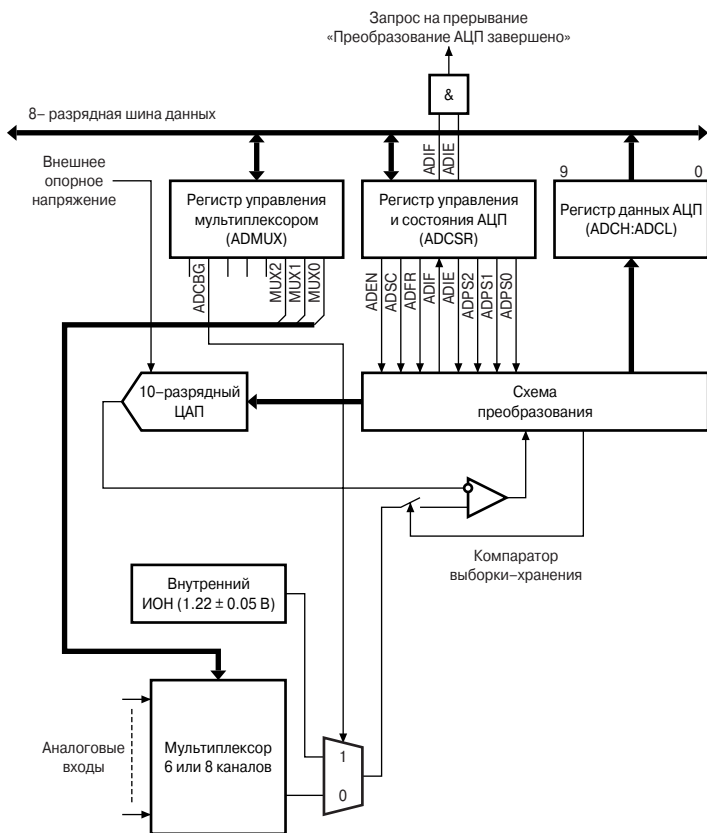 Запрос на прерывание
«Преобразование АЦП завершено»
&
8– разрядная шина данных
ADIF
ADIE
Внешнее
опорное
напряжение
9
0
Регистр управления
мультиплексором
(ADMUX)
Регистр управления
и состояния АЦП
(ADCSR)
Регистр данных АЦП
(ADCH:ADCL)
ADCBG
MUX2
MUX1
MUX0
ADEN
ADSC
ADFR
ADIF
ADIE
ADPS2
ADPS1
ADPS0
10–разрядный
ЦАП
Схема
преобразования
Компаратор
выборки–хранения
Внутренний
ИОН (1.22 ± 0.05 В)
Аналоговые
входы
Мультиплексор
6 или 8 каналов
1
0